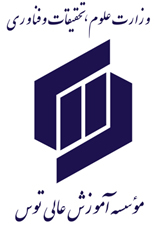 وزارت علوم، تحقیقات و فناوری
مؤسسه آموزش عالی توس